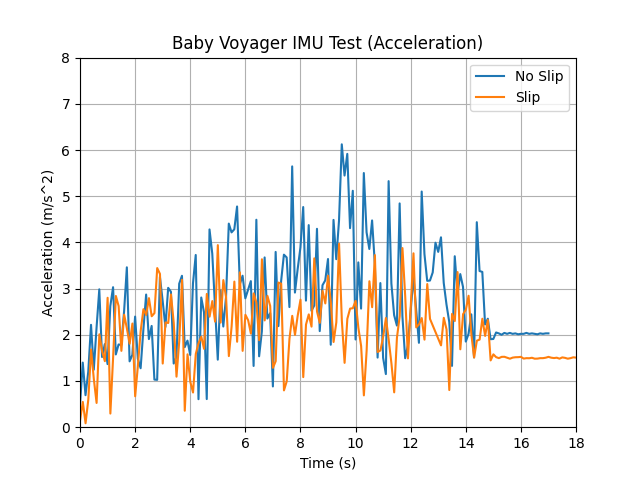 Baby Voyager IMU Test (Acceleration)
No Slip
Slip
Acceleration (m/s^2)
8
7
6
5
4
3
2
1
0
0 2 4 6 8 10 12 14 16 18
Time (s)